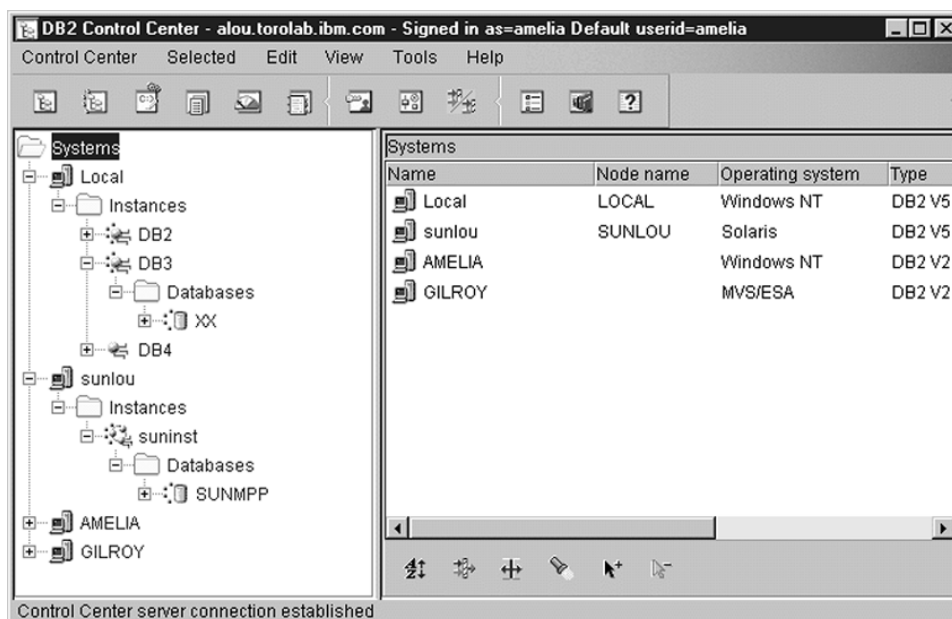 DB2 Control Center - alou.torolab.ibm.com - Signed in as=amelia Default userid=amelia
Control Center Selected Edit View Tools Help
Systems
Local
Instances
DB2
DB3
Databases
XX
DB4
sunlou
Instances
suninst
Databases
SUNMPP
AMELIA
GILROY
Systems
Name Node name Operating system Type
Local LOCAL Windows NT DB2 V5
sunlou SUNLOU Solaris DB2 V5
AMELIA Windows NT DB2 V2
GILROY MVS/ESA DB2 V2
Control Center server connection established